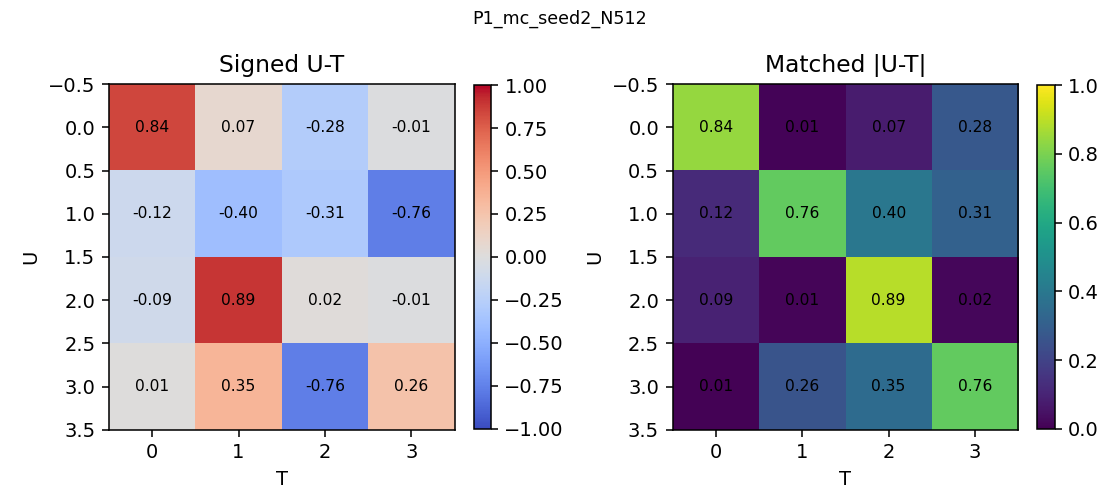 P1_mc_seed2_N512
Signed U-T
Matched |U-T|
−0.5
0.0
0.5
1.0
1.5
2.0
2.5
3.0
3.5
U
0.84 0.07 -0.28 -0.01
-0.12 -0.40 -0.31 -0.76
-0.09 0.89 0.02 -0.01
0.01 0.35 -0.76 0.26
0 1 2 3
T
1.00
0.75
0.50
0.25
0.00
−0.25
−0.50
−0.75
−1.00
−0.5
0.0
0.5
1.0
1.5
2.0
2.5
3.0
3.5
U
0.84 0.01 0.07 0.28
0.12 0.76 0.40 0.31
0.09 0.01 0.89 0.02
0.01 0.26 0.35 0.76
0 1 2 3
T
1.0
0.8
0.6
0.4
0.2
0.0